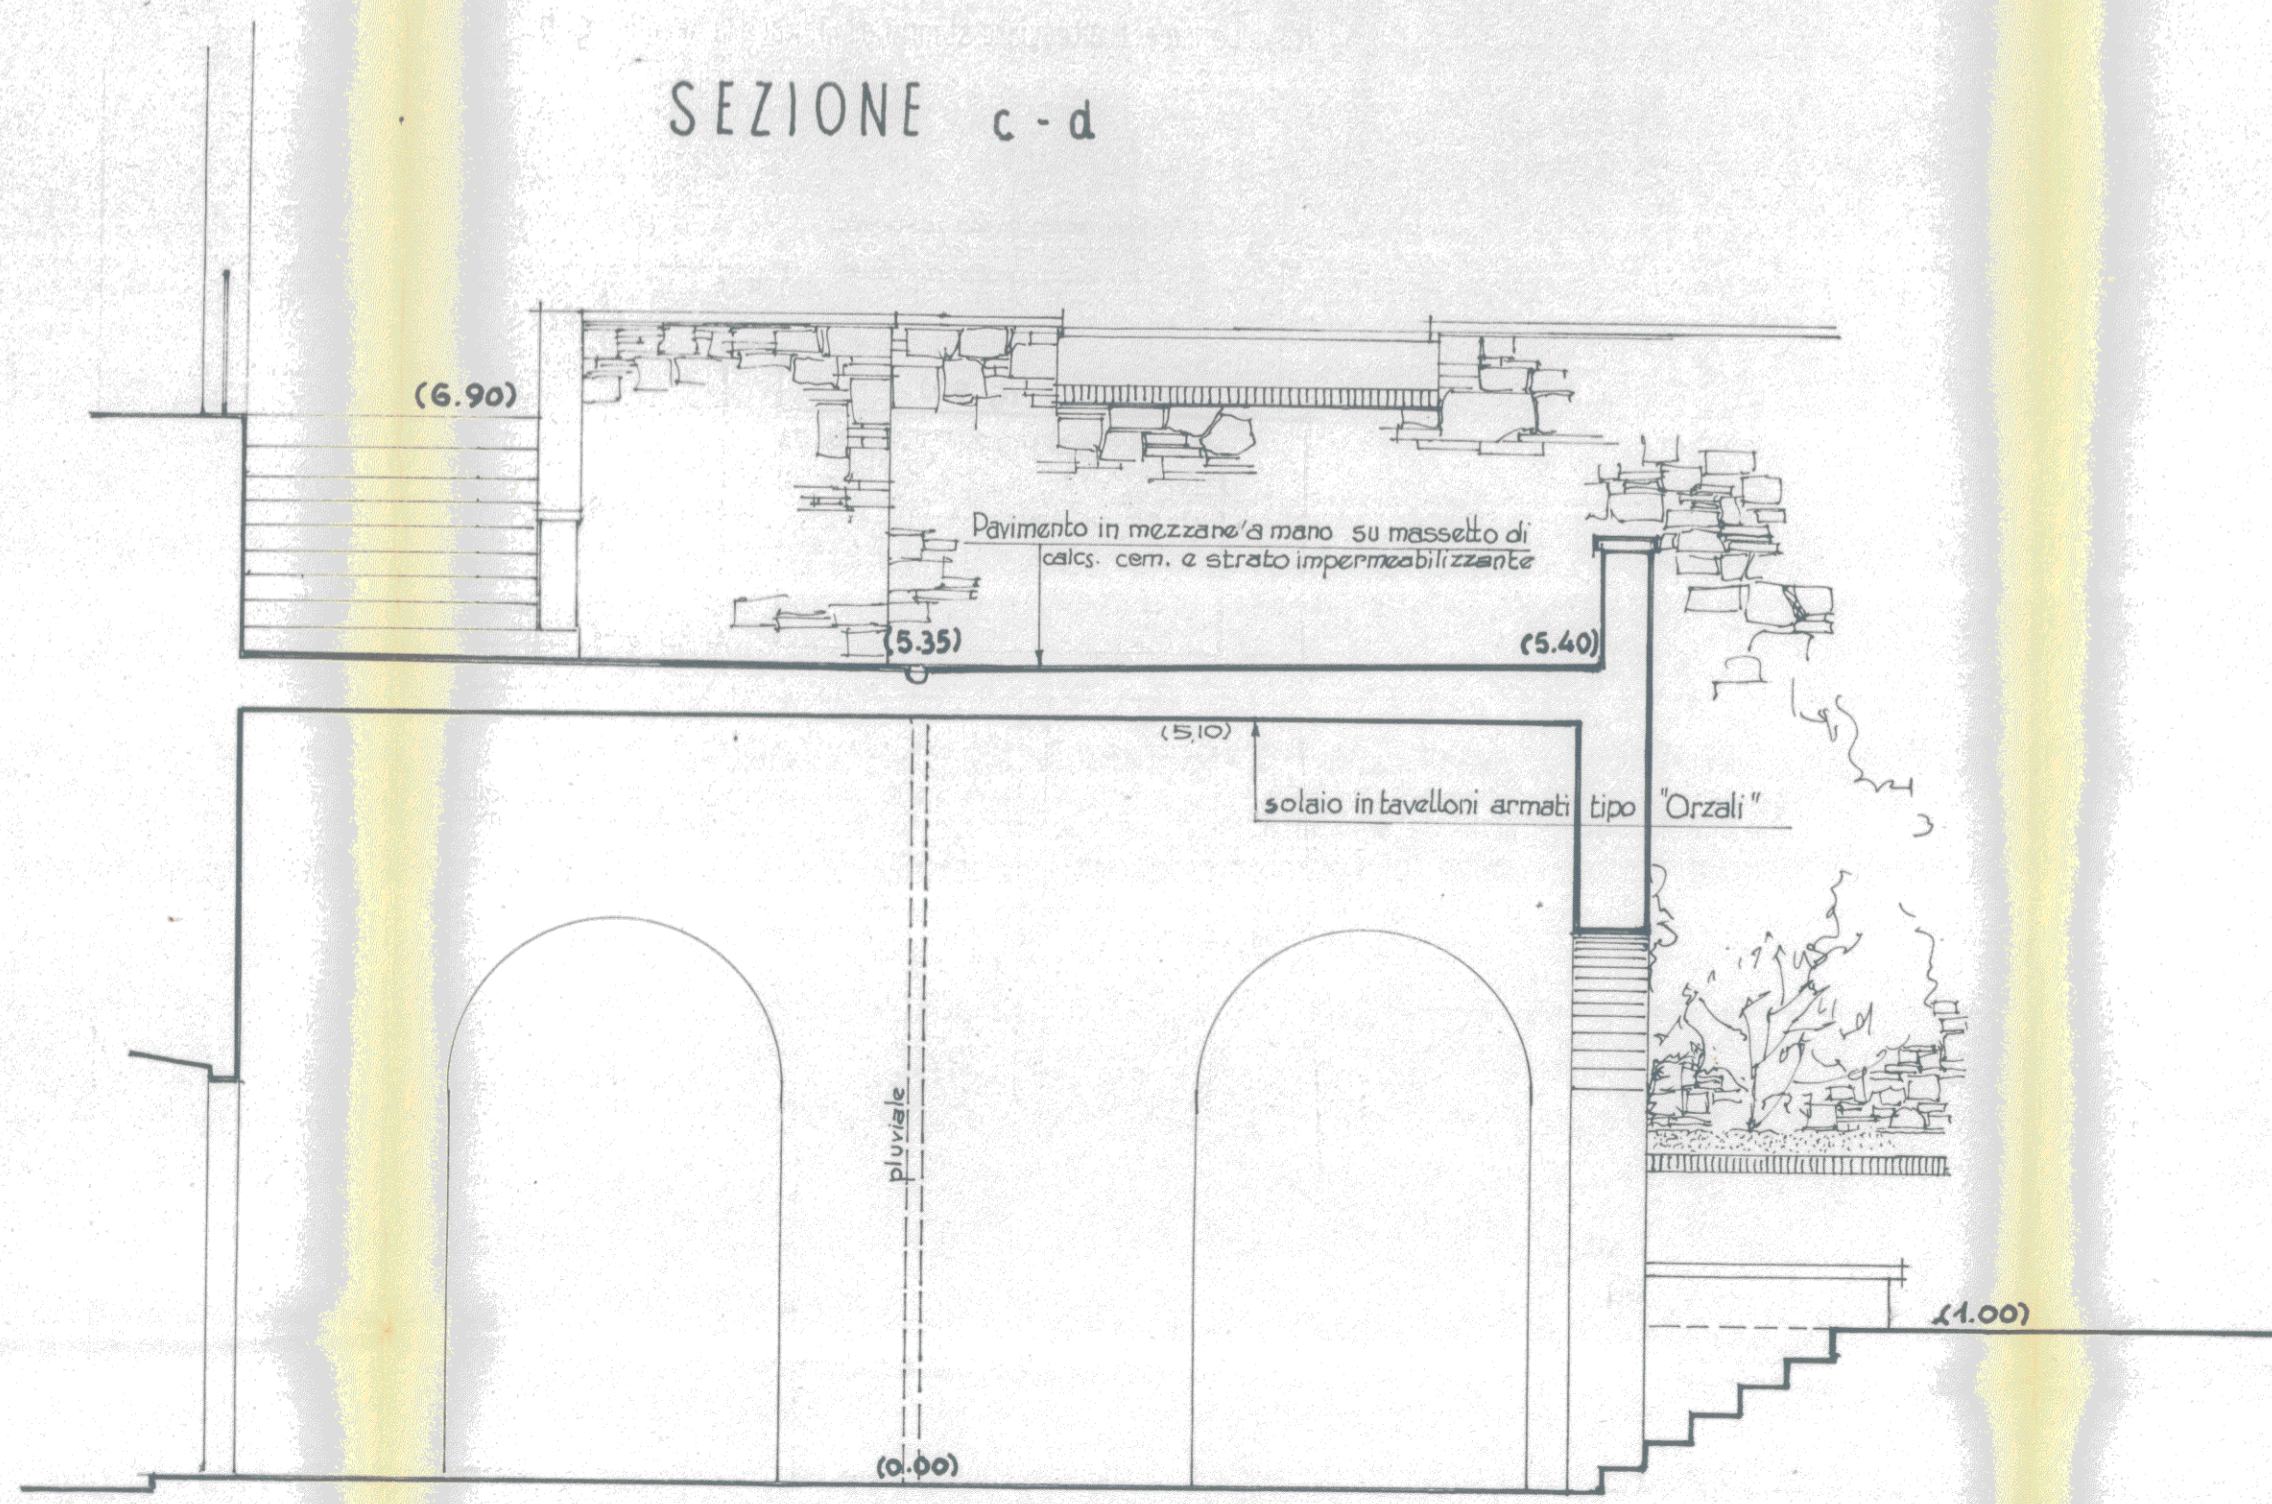 SEZIONE c-d
(6.90)
Pavimento in mezzane a mano su massetto di
calcs. cem. e strato impermeabilizzante
(5.35)
(5.40)
(5,10)
solaio in tavelloni armati tipo "Orzali"
pluviale
(1.00)
(0.00)